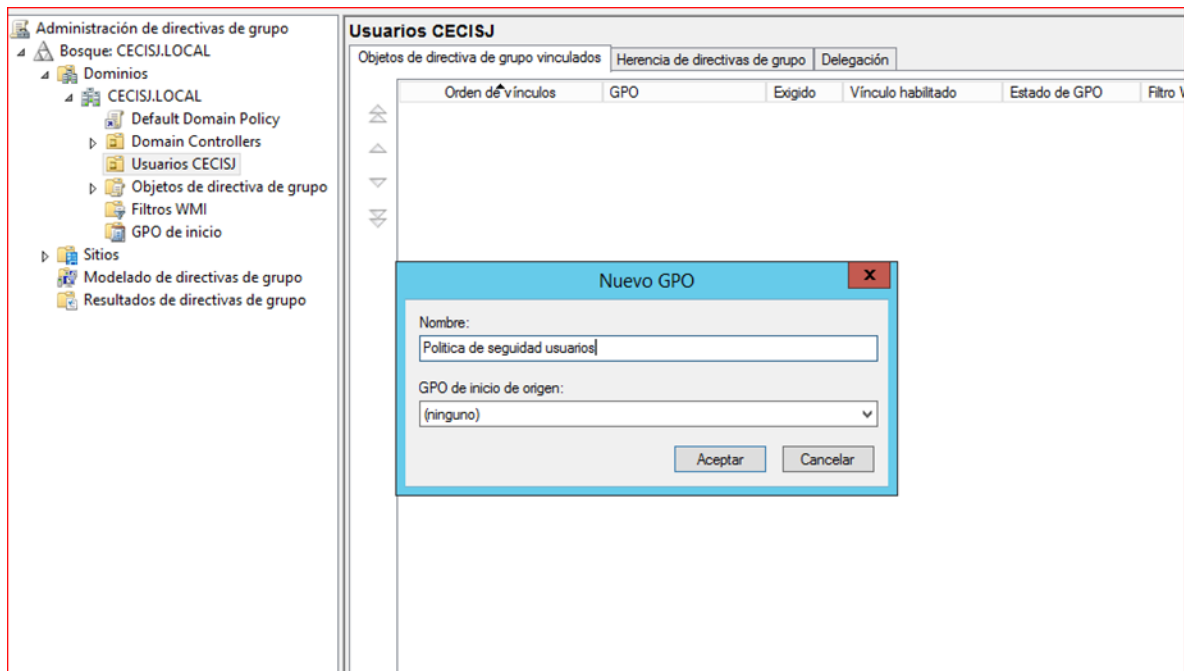 Administración de directivas de grupo
Bosque: CECISJ.LOCAL
Dominios
CECISJ.LOCAL
Default Domain Policy
Domain Controllers
Usuarios CECISJ
Objetos de directiva de grupo
Filtros WMI
GPO de inicio
Sitios
Modelado de directivas de grupo
Resultados de directivas de grupo
Usuarios CECISJ
Objetos de directiva de grupo vinculados Herencia de directivas de grupo Delegación
Orden de vínculos GPO Exigido Vínculo habilitado Estado de GPO Filtro
Nuevo GPO
x
Nombre:
Politica de seguidad usuarios
GPO de inicio de origen:
(ninguno)
Aceptar Cancelar